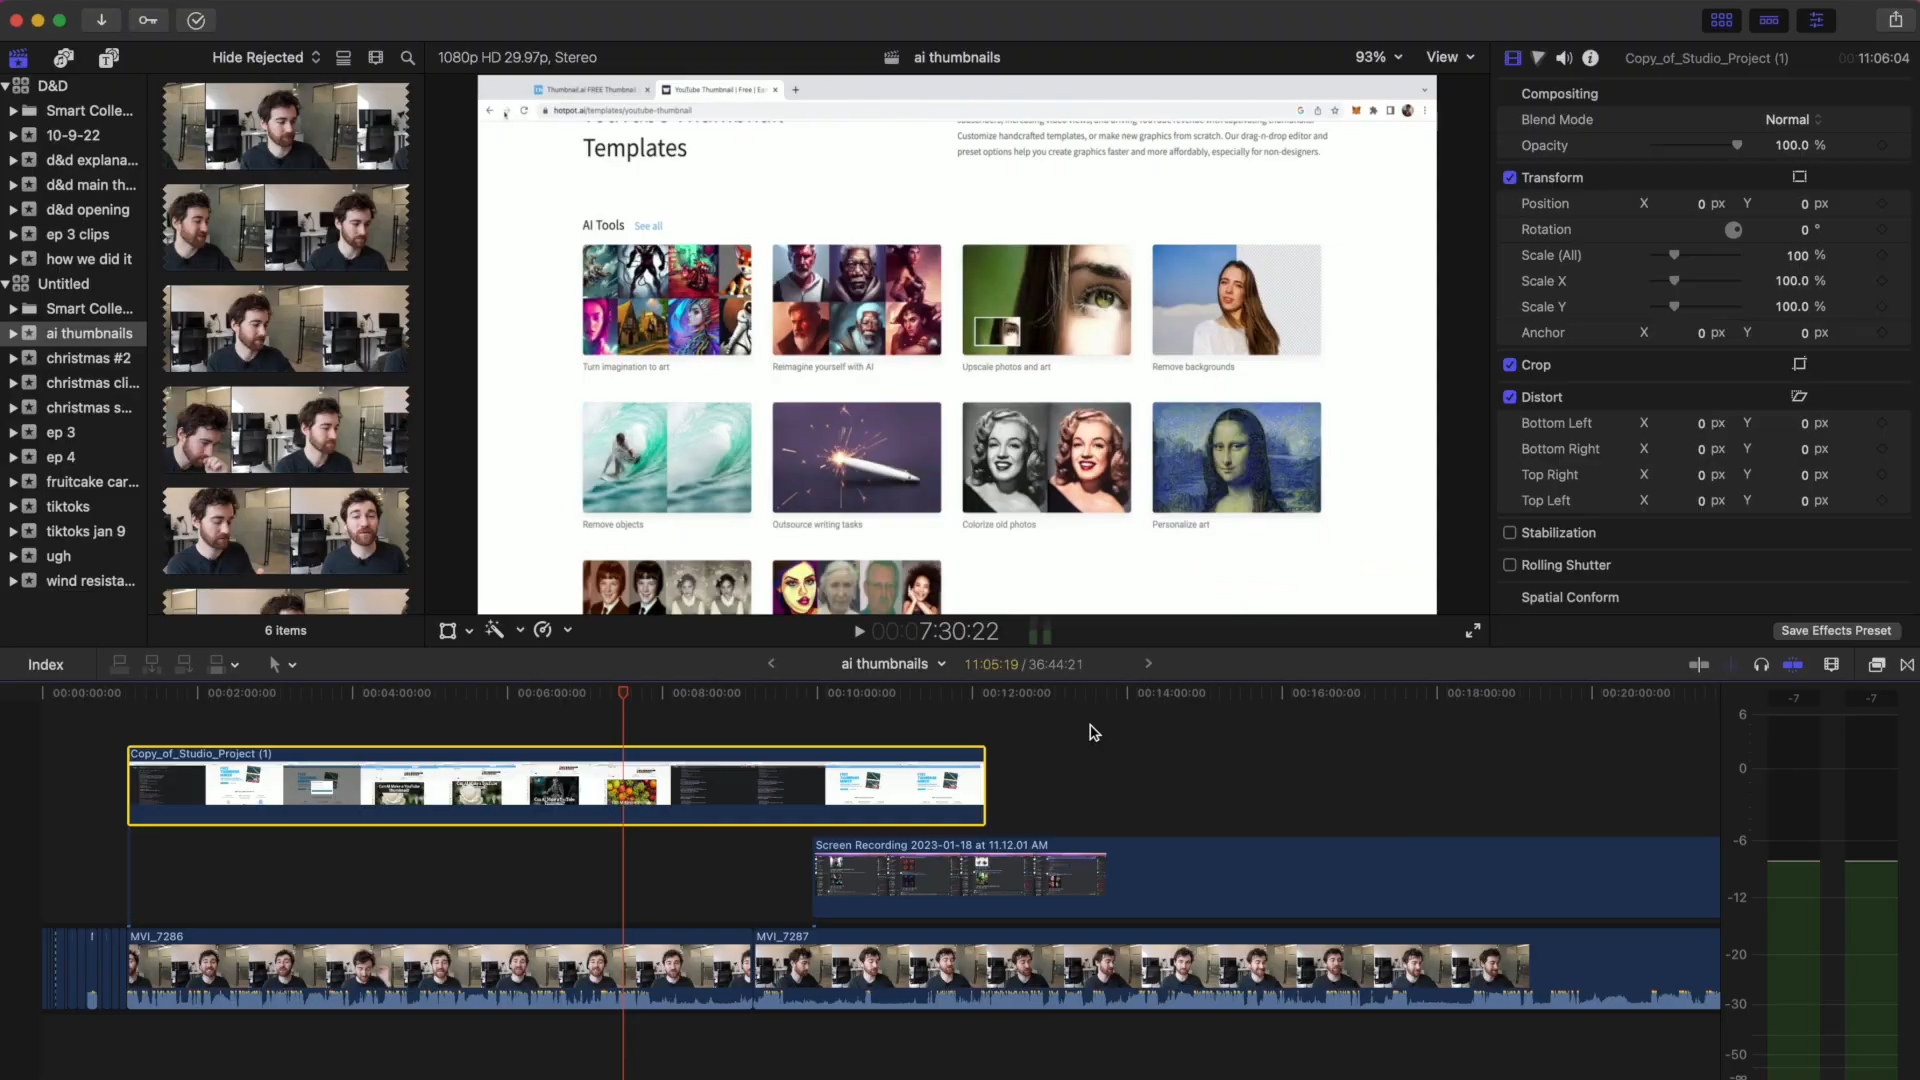 Hide Rejected
1080p HD 29.97p, Stereo
ai thumbnails
93%
View
Copy_of_Studio_Project (1)
00:11:06:04
D&D
Smart Colle...
10-9-22
d&d explana...
d&d main th...
d&d opening
ep 3 clips
how we did it
Untitled
Smart Colle...
ai thumbnails
christmas #2
christmas cli...
christmas s...
ep 3
ep 4
fruitcake car...
tiktoks
tiktoks jan 9
ugh
wind resista...
6 items
Thumbnail.ai FREE Thumbnail
YouTube Thumbnail | Free | Ea
hotpot.ai/templates/youtube-thumbnail
Templates
Customize handcrafted templates, or make new graphics from scratch. Our drag-n-drop editor and
preset options help you create graphics faster and more affordably, especially for non-designers.
AI Tools See all
Turn imagination to art
Reimagine yourself with AI
Upscale photos and art
Remove backgrounds
Remove objects
Outsource writing tasks
Colorize old photos
Personalize art
00:07:30:22
Compositing
Blend Mode Normal
Opacity 100.0 %
Transform
Position X 0 px Y 0 px
Rotation 0 °
Scale (All) 100 %
Scale X 100.0 %
Scale Y 100.0 %
Anchor X 0 px Y 0 px
Crop
Distort
Bottom Left X 0 px Y 0 px
Bottom Right X 0 px Y 0 px
Top Right X 0 px Y 0 px
Top Left X 0 px Y 0 px
Stabilization
Rolling Shutter
Spatial Conform
Save Effects Preset
Index
ai thumbnails
11:05:19 / 36:44:21
00:00:00:00
00:02:00:00
00:04:00:00
00:06:00:00
00:08:00:00
00:10:00:00
00:12:00:00
00:14:00:00
00:16:00:00
00:18:00:00
00:20:00:00
Copy_of_Studio_Project (1)
Screen Recording 2023-01-18 at 11.12.01 AM
MVI_7286
MVI_7287
-7 -7
6
0
-6
-12
-20
-30
-50
-∞